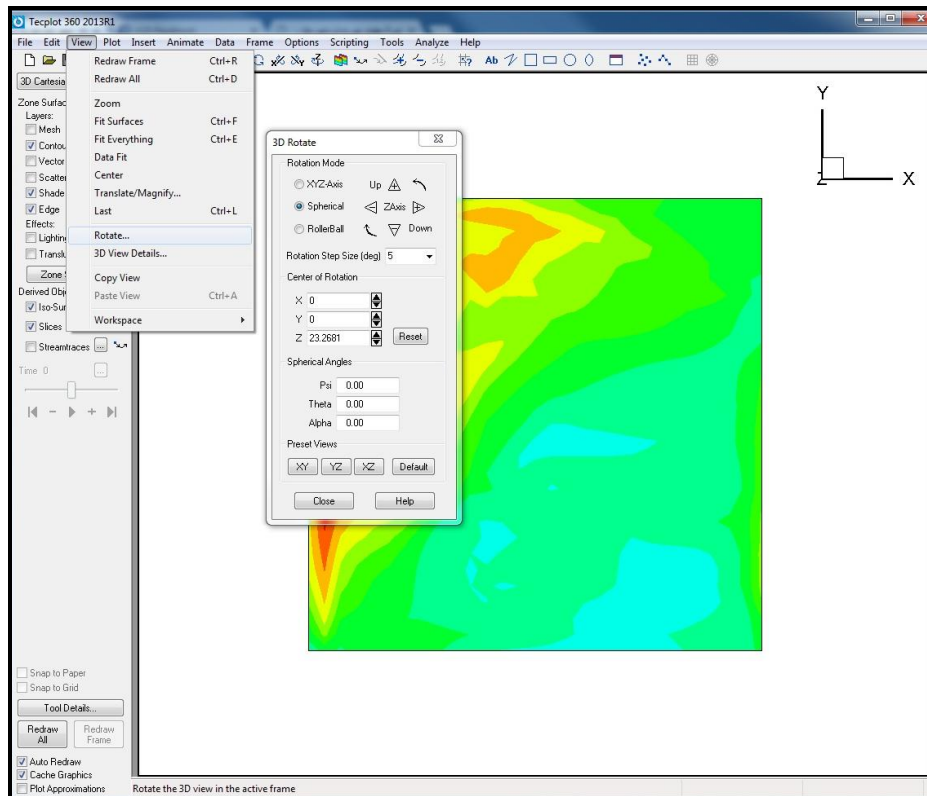 Tecplot 360 2013R1
File Edit View Plot Insert Animate Data Frame Options Scripting Tools Analyze Help
Redraw Frame Ctrl+R
Redraw All Ctrl+D
Zoom
Fit Surfaces Ctrl+F
Fit Everything Ctrl+E
Data Fit
Center
Translate/Magnify...
Last Ctrl+L
Rotate...
3D View Details...
Copy View
Paste View Ctrl+A
Workspace
Ab
3D Cartesia
Zone Surfac
Layers:
Mesh
Contou
Vector
Scatte
Shade
Edge
Effects:
Lighting
Translu
Zone S
Derived Obj
Iso-Sur
Slices
Streamtraces ...
Time: 0 ...
3D Rotate
Rotation Mode
XYZ-Axis Up
Spherical ZAxis
RollerBall Down
Rotation Step Size (deg) 5
Center of Rotation
X 0
Y 0
Z 23.2681 Reset
Spherical Angles
Psi 0.00
Theta 0.00
Alpha 0.00
Preset Views
XY YZ XZ Default
Close Help
Y
Z X
Snap to Paper
Snap to Grid
Tool Details...
Redraw All Redraw Frame
Auto Redraw
Cache Graphics
Plot Approximations Rotate the 3D view in the active frame